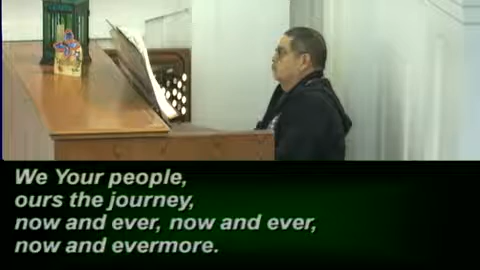 We Your people,
ours the journey,
now and ever, now and ever,
now and evermore.